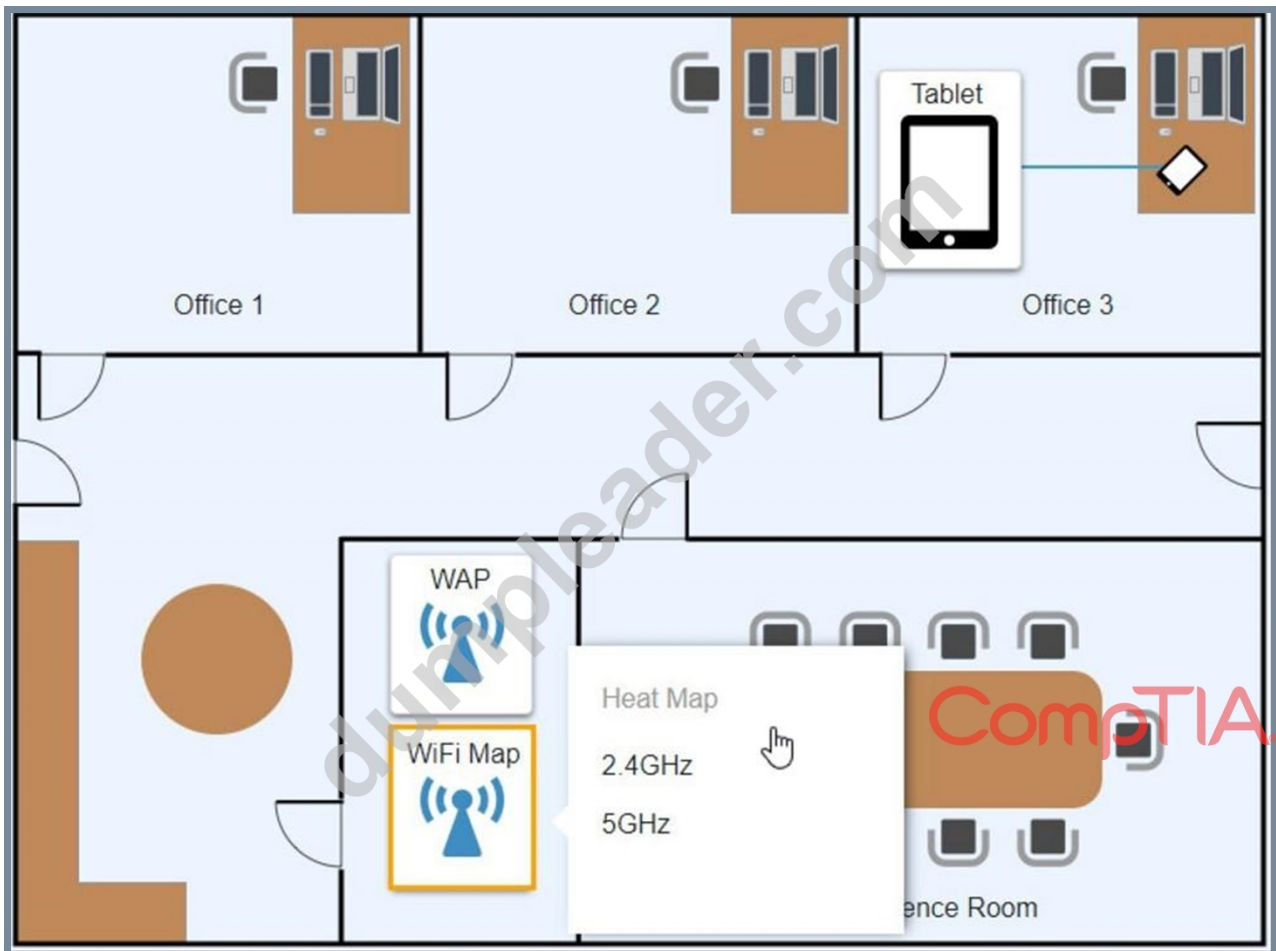 Tablet
Office 1
Office 2
Office 3
WAP
WiFi Map
Heat Map
2.4GHz
5GHz
CompTIA.
ence Room
dumpleader.com